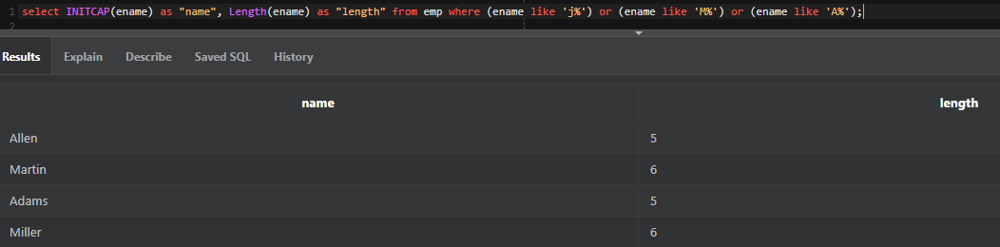 1 select INITCAP(ename) as "name", Length(ename) as "length" from emp where (ename like 'j%') or (ename like 'M%') or (ename like 'A%');
2
Results Explain Describe Saved SQL History
name length
Allen 5
Martin 6
Adams 5
Miller 6